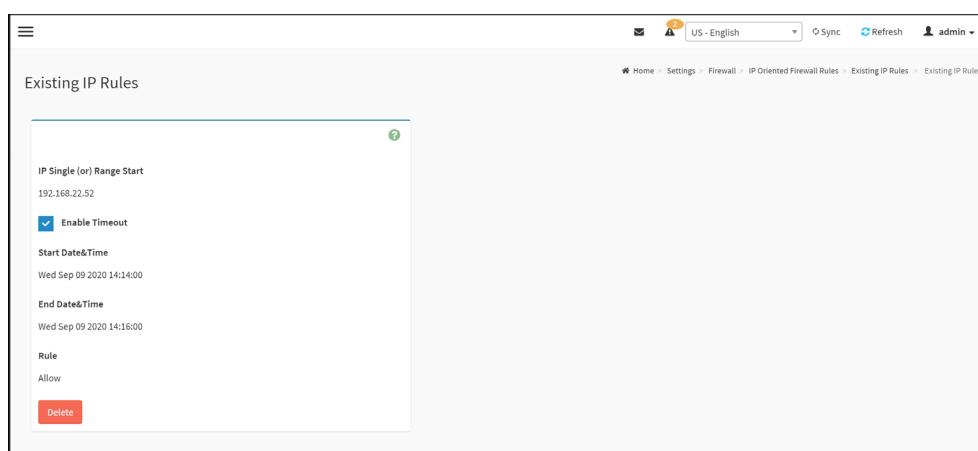 2
US - English
Sync
Refresh
admin
Existing IP Rules
Home > Settings > Firewall > IP Oriented Firewall Rules > Existing IP Rules > Existing IP Rule
?
IP Single (or) Range Start
192.168.22.52
Enable Timeout
Start Date&Time
Wed Sep 09 2020 14:14:00
End Date&Time
Wed Sep 09 2020 14:16:00
Rule
Allow
Delete